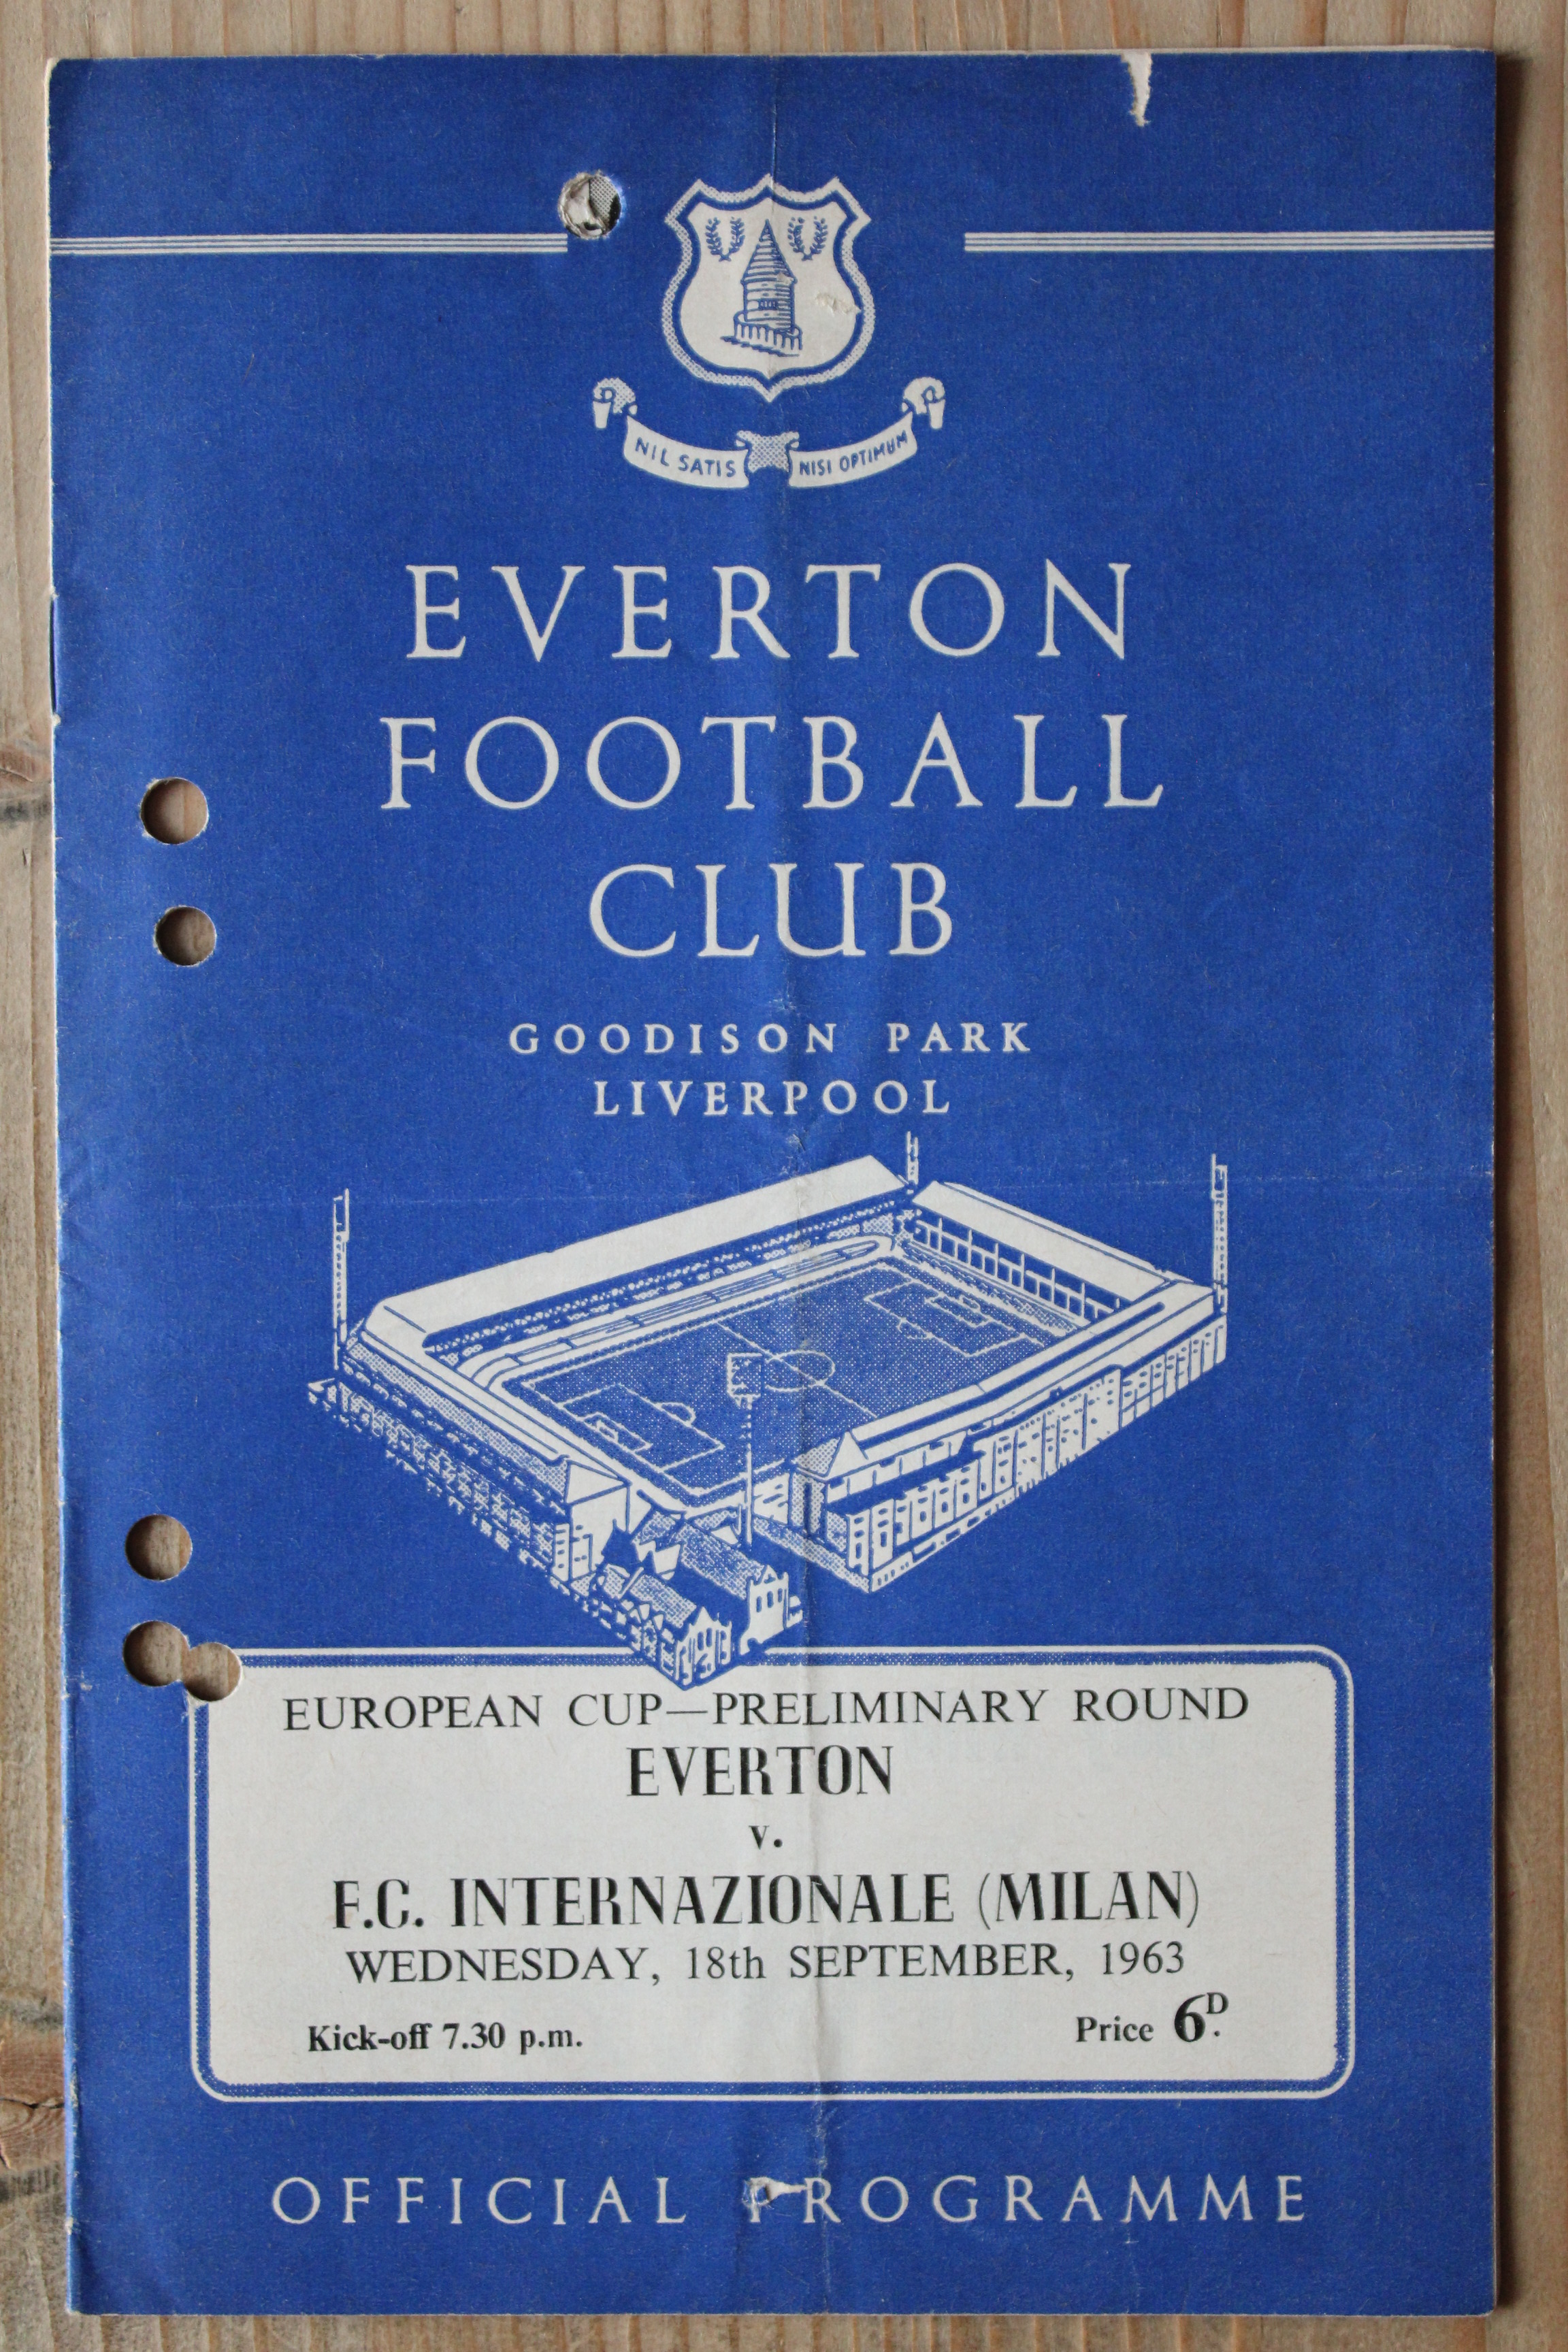 NIL SATIS NISI OPTIMUM
EVERTON
FOOTBALL
CLUB
GOODISON PARK
LIVERPOOL
EUROPEAN CUP—PRELIMINARY ROUND
EVERTON
v.
F.C. INTERNAZIONALE (MILAN)
WEDNESDAY, 18th SEPTEMBER, 1963
Kick-off 7.30 p.m. Price 6D.
OFFICIAL PROGRAMME